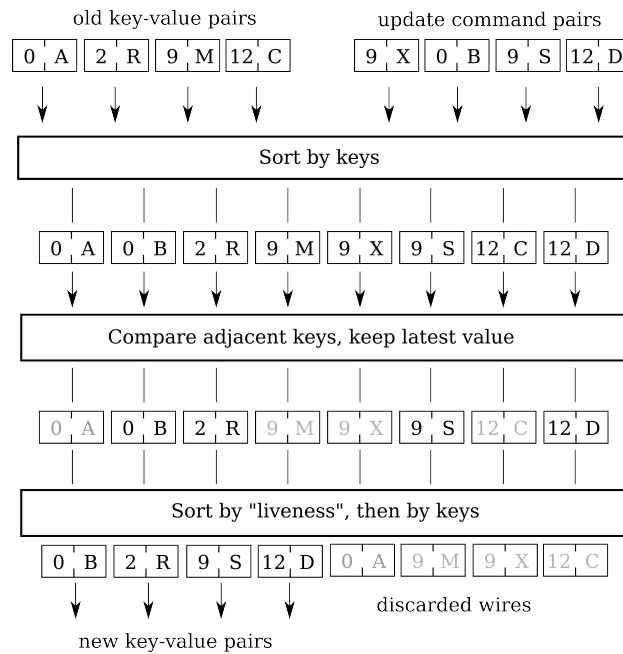 old key-value pairs update command pairs
0 A 2 R 9 M 12 C 9 X 0 B 9 S 12 D
Sort by keys
0 A 0 B 2 R 9 M 9 X 9 S 12 C 12 D
Compare adjacent keys, keep latest value
0 A 0 B 2 R 9 M 9 X 9 S 12 C 12 D
Sort by "liveness", then by keys
0 B 2 R 9 S 12 D 0 A 9 M 9 X 12 C
discarded wires
new key-value pairs